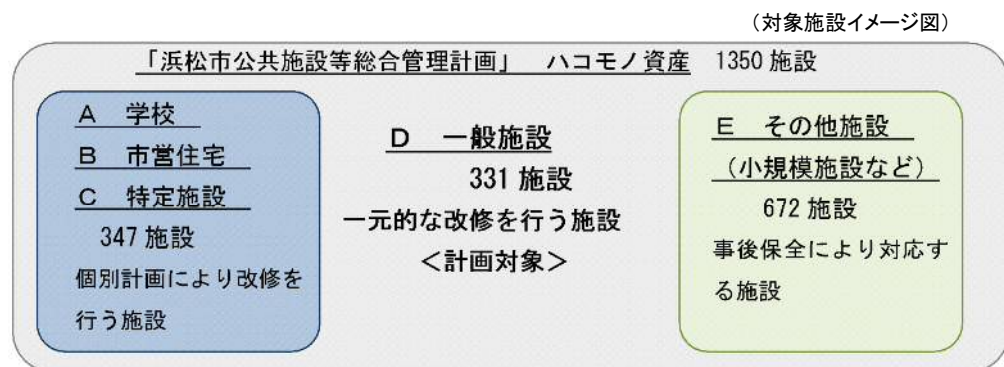 (対象施設イメージ図)
「浜松市公共施設等総合管理計画」 ハコモノ資産 1350 施設
A 学校
B 市営住宅
C 特定施設
347 施設
個別計画により改修を
行う施設
D 一般施設
331 施設
一元的な改修を行う施設
<計画対象>
E その他施設
(小規模施設など)
672 施設
事後保全により対応す
る施設